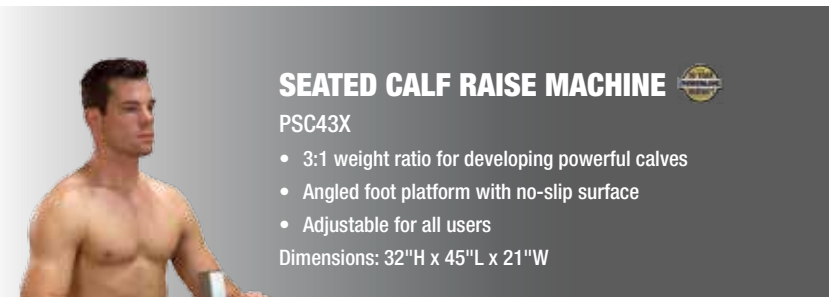 SEATED CALF RAISE MACHINE
PSC43X
• 3:1 weight ratio for developing powerful calves
• Angled foot platform with no-slip surface
• Adjustable for all users
Dimensions: 32"H x 45"L x 21"W